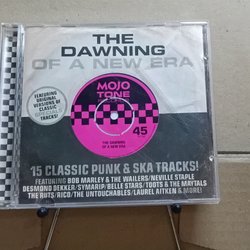 THE
DAWNING
OF A NEW ERA
FEATURING
ORIGINAL
VERSIONS OF
CLASSIC
TRACKS!
MOJO
TONE
45
THE DAWNING
OF A NEW ERA
15 CLASSIC PUNK & SKA TRACKS!
FEATURING BOB MARLEY & THE WAILERS/NEVILLE STAPLE
DESMOND DEKKER/SYMARIP/BELLE STARS/TOOTS & THE MAYTALS
THE RUTS/RICO/THE UNTOUCHABLES/LAUREL AITKEN & MORE!